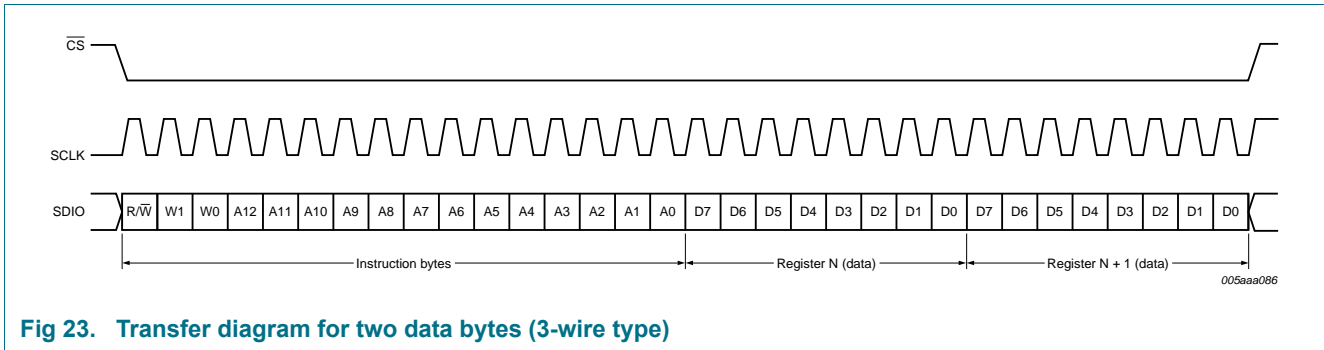 CS
SCLK
SDIO R/W W1 W0 A12 A11 A10 A9 A8 A7 A6 A5 A4 A3 A2 A1 A0 D7 D6 D5 D4 D3 D2 D1 D0 D7 D6 D5 D4 D3 D2 D1 D0
Instruction bytes Register N (data) Register N + 1 (data)
005aaa086
Fig 23. Transfer diagram for two data bytes (3-wire type)